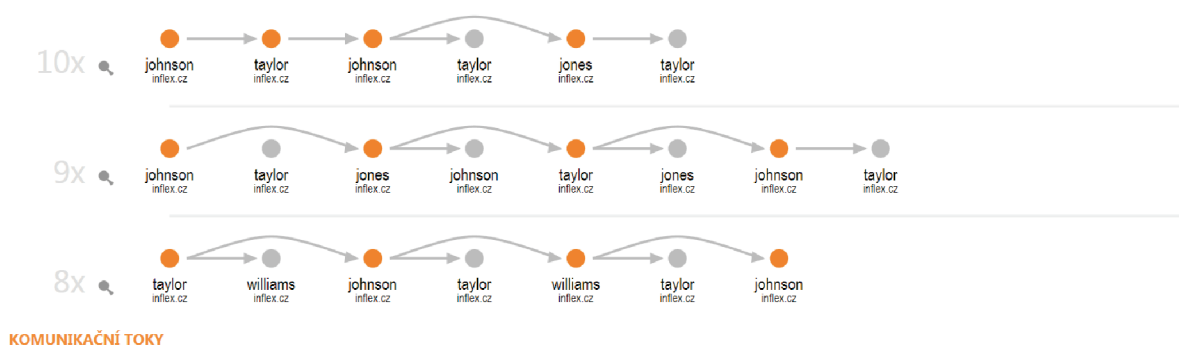 10x
johnson taylor johnson taylor jones taylor
inflex.cz inflex.cz inflex.cz inflex.cz inflex.cz inflex.cz
9x
johnson taylor jones johnson taylor jones johnson taylor
inflex.cz inflex.cz inflex.cz inflex.cz inflex.cz inflex.cz inflex.cz inflex.cz
8x
taylor williams johnson taylor williams taylor johnson
inflex.cz inflex.cz inflex.cz inflex.cz inflex.cz inflex.cz inflex.cz
KOMUNIKAČNÍ TOKY